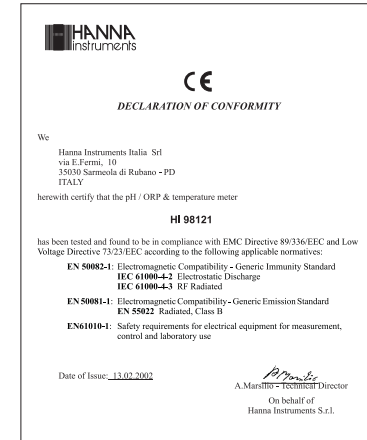 HANNA
instruments
CE
DECLARATION OF CONFORMITY
We
Hanna Instruments Italia Srl
via E.Fermi, 10
35030 Sarmeola di Rubano - PD
ITALY
herewith certify that the pH / ORP & temperature meter
HI 98121
has been tested and found to be in compliance with EMC Directive 89/336/EEC and Low
Voltage Directive 73/23/EEC according to the following applicable normatives:
EN 50082-1: Electromagnetic Compatibility - Generic Immunity Standard
IEC 61000-4-2 Electrostatic Discharge
IEC 61000-4-3 RF Radiated
EN 50081-1: Electromagnetic Compatibility - Generic Emission Standard
EN 55022 Radiated, Class B
EN61010-1: Safety requirements for electrical equipment for measurement,
control and laboratory use
Date of Issue: 13.02.2002
A.Marsilio - Technical Director
On behalf of
Hanna Instruments S.r.l.